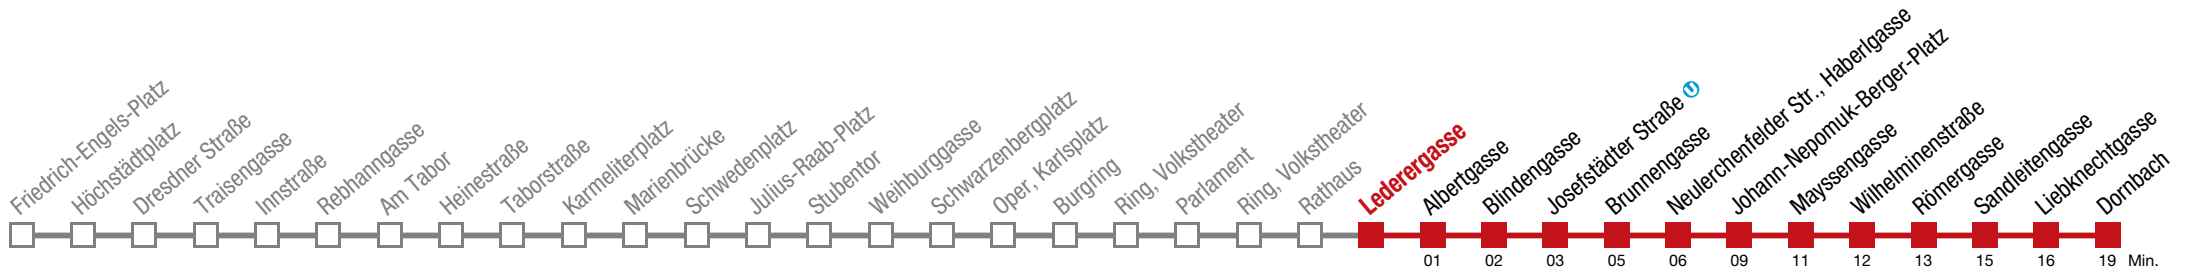 Friedrich-Engels-Platz
Höchstädtplatz
Dresdner Straße
Traisengasse
Innstraße
Rebhanngasse
Am Tabor
Heinestraße
Taborstraße
Karmeliterplatz
Marienbrücke
Schwedenplatz
Julius-Raab-Platz
Stubentor
Weihburggasse
Schwarzenbergplatz
Oper, Karlsplatz
Burgring
Ring, Volkstheater
Parlament
Ring, Volkstheater
Rathaus
Lederergasse
Albertgasse
Blindengasse
Josefstädter Straße U
Brunnengasse
Neulerchenfelder Str., Haberlgasse
Johann-Nepomuk-Berger-Platz
Mayssengasse
Wilhelminenstraße
Römergasse
Sandleitengasse
Liebknechtgasse
Dornbach
01 02 03 05 06 09 11 12 13 15 16 19 Min.